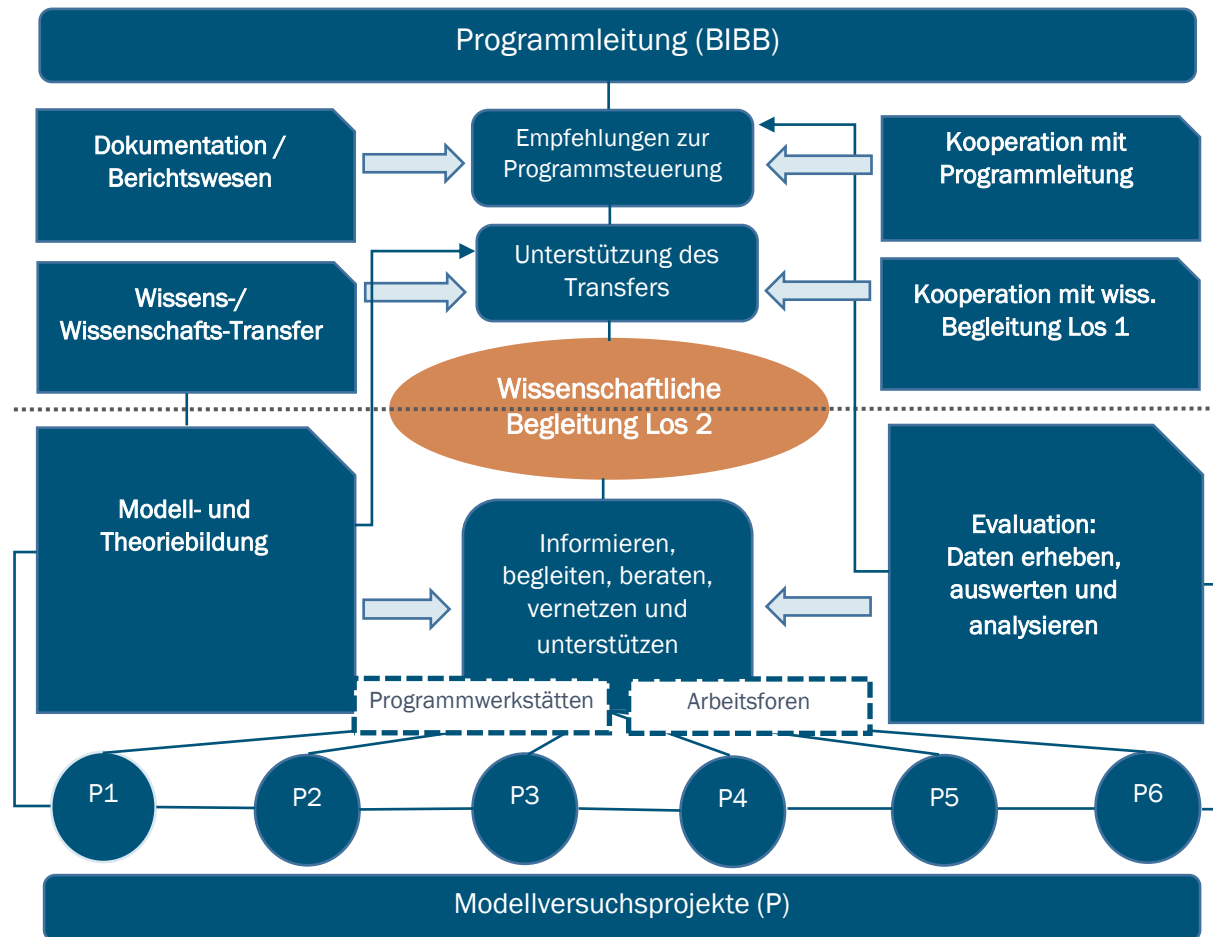 Programmleitung (BIBB)
Dokumentation /
Berichtswesen
Empfehlungen zur
Programmsteuerung
Kooperation mit
Programmleitung
Wissens-/
Wissenschafts-Transfer
Unterstützung des
Transfers
Kooperation mit wiss.
Begleitung Los 1
Wissenschaftliche
Begleitung Los 2
Modell- und
Theoriebildung
Informieren,
begleiten, beraten,
vernetzen und
unterstützen
Evaluation:
Daten erheben,
auswerten und
analysieren
Programmwerkstätten
Arbeitsforen
P1
P2
P3
P4
P5
P6
Modellversuchsprojekte (P)